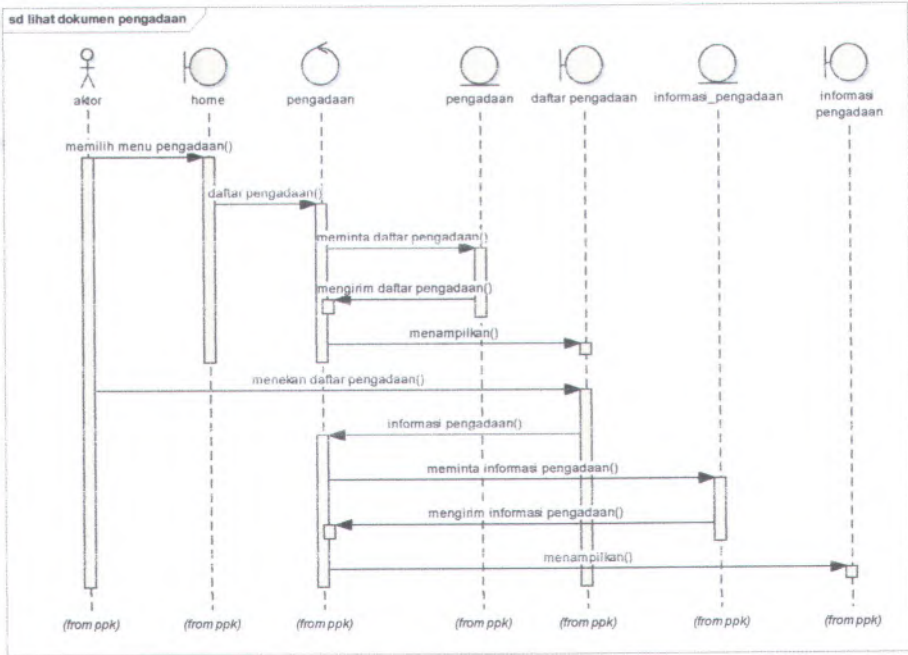 sd lihat dokumen pengadaan
aktor
home
pengadaan
pengadaan
daftar pengadaan
informasi_pengadaan
informasi
pengadaan
memilih menu pengadaan()
daftar pengadaan()
meminta daftar pengadaan()
mengirim daftar pengadaan()
menampilkan()
menekan daftar pengadaan()
informasi pengadaan()
meminta informasi pengadaan()
mengirim informasi pengadaan()
menampilkan()
(from ppk)
(from ppk)
(from ppk)
(from ppk)
(from ppk)
(from ppk)
(from ppk)